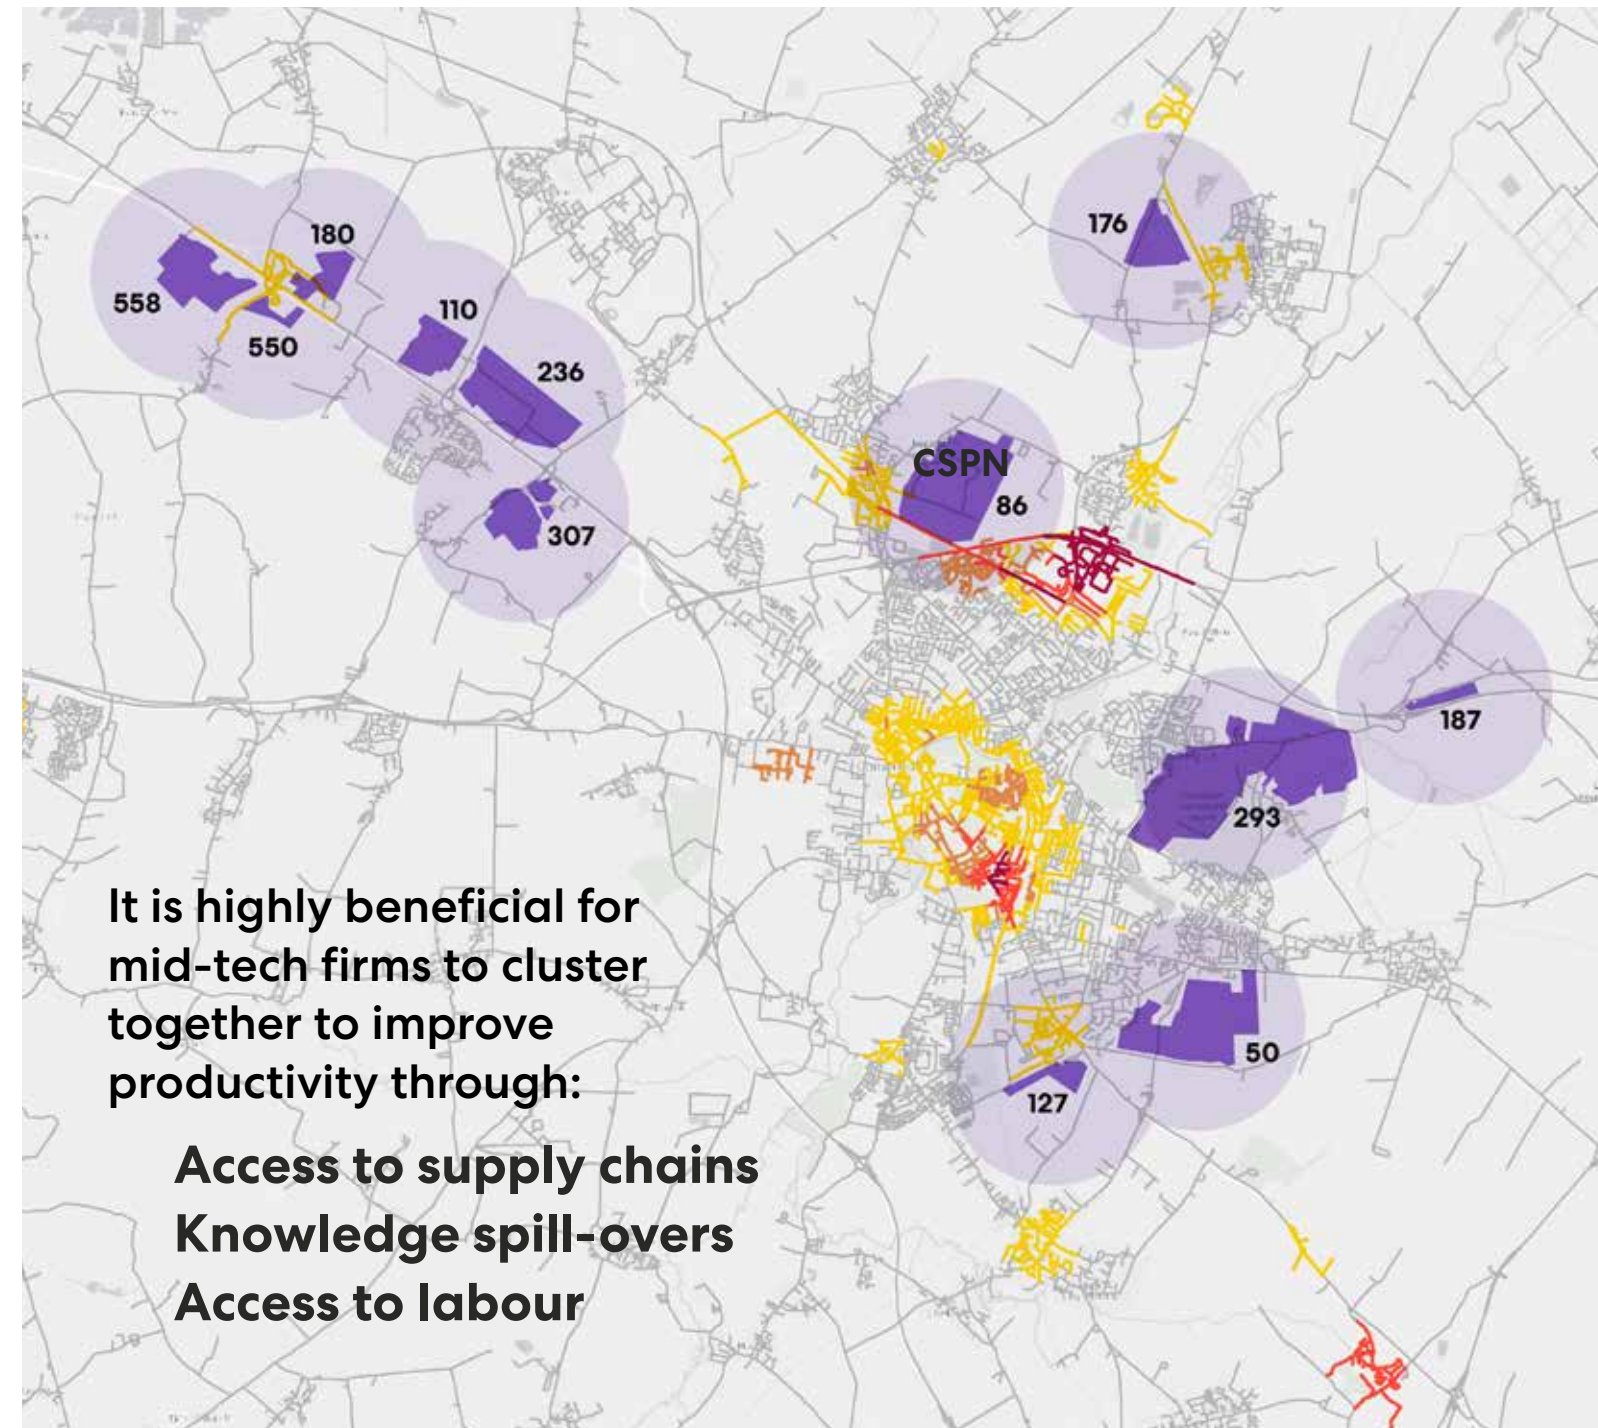 176
180
558
110
550
236
CSPN
86
307
187
293
It is highly beneficial for
mid-tech firms to cluster
together to improve
productivity through:
50
127
Access to supply chains
Knowledge spill-overs
Access to labour